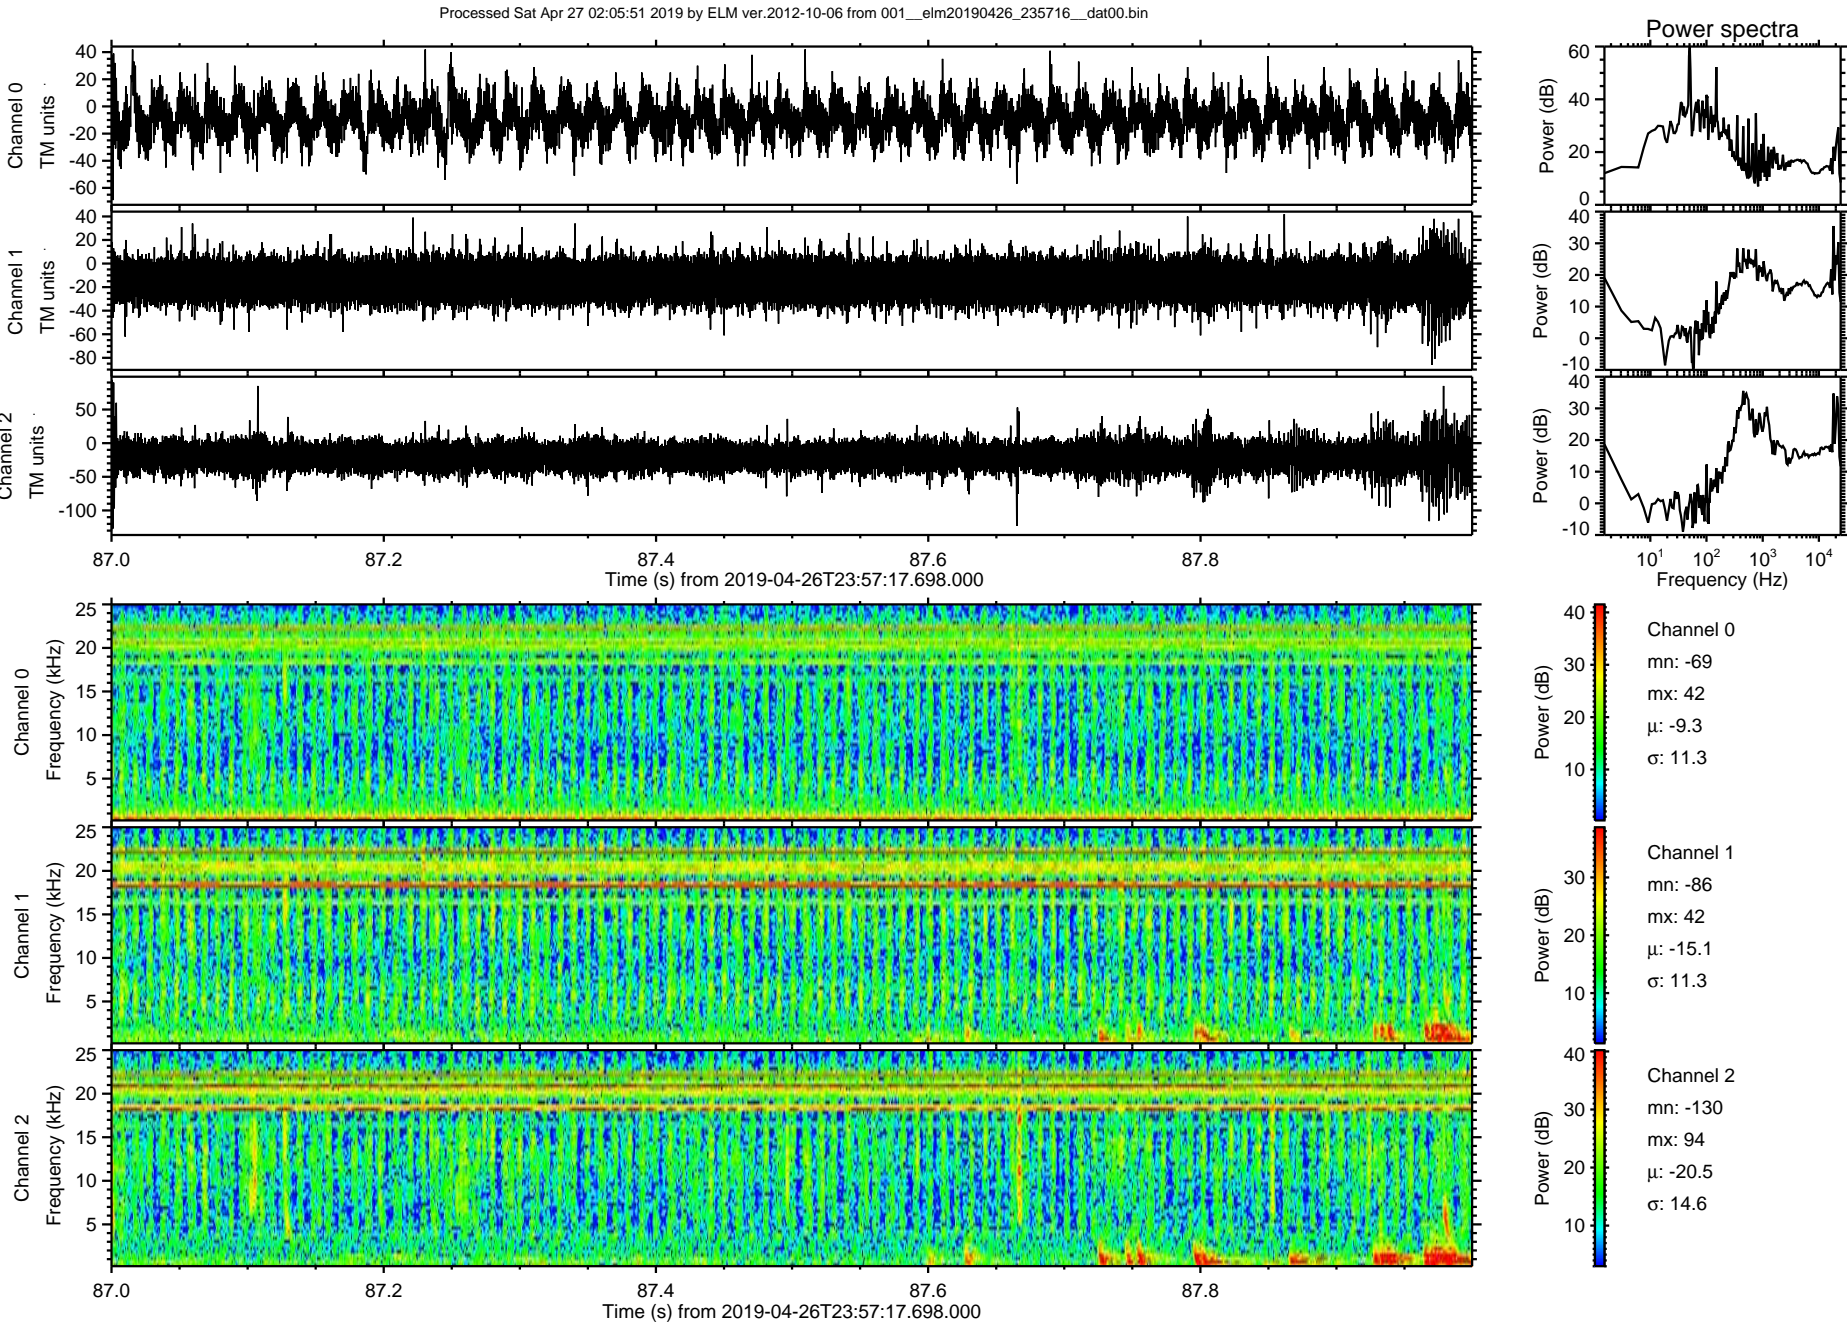 Processed Sat Apr 27 02:05:51 2019 by ELM ver.2012-10-06 from 001__elm20190426_235716__dat00.bin
Power spectra
Channel 0
TM units
40
20
0
-20
-40
-60
Power (dB)
60
40
20
0
Channel 1
TM units
40
20
0
-20
-40
-60
-80
Power (dB)
40
30
20
10
0
-10
Channel 2
TM units
50
0
-50
-100
Power (dB)
40
30
20
10
0
-10
87.0 87.2 87.4 87.6 87.8
Time (s) from 2019-04-26T23:57:17.698.000
10^1 10^2 10^3 10^4
Frequency (Hz)
Channel 0
Frequency (kHz)
25
20
15
10
5
Power (dB)
40
30
20
10
Channel 0
mn: -69
mx: 42
μ: -9.3
σ: 11.3
Channel 1
Frequency (kHz)
25
20
15
10
5
Power (dB)
30
20
10
Channel 1
mn: -86
mx: 42
μ: -15.1
σ: 11.3
Channel 2
Frequency (kHz)
25
20
15
10
5
Power (dB)
40
30
20
10
Channel 2
mn: -130
mx: 94
μ: -20.5
σ: 14.6
87.0 87.2 87.4 87.6 87.8
Time (s) from 2019-04-26T23:57:17.698.000